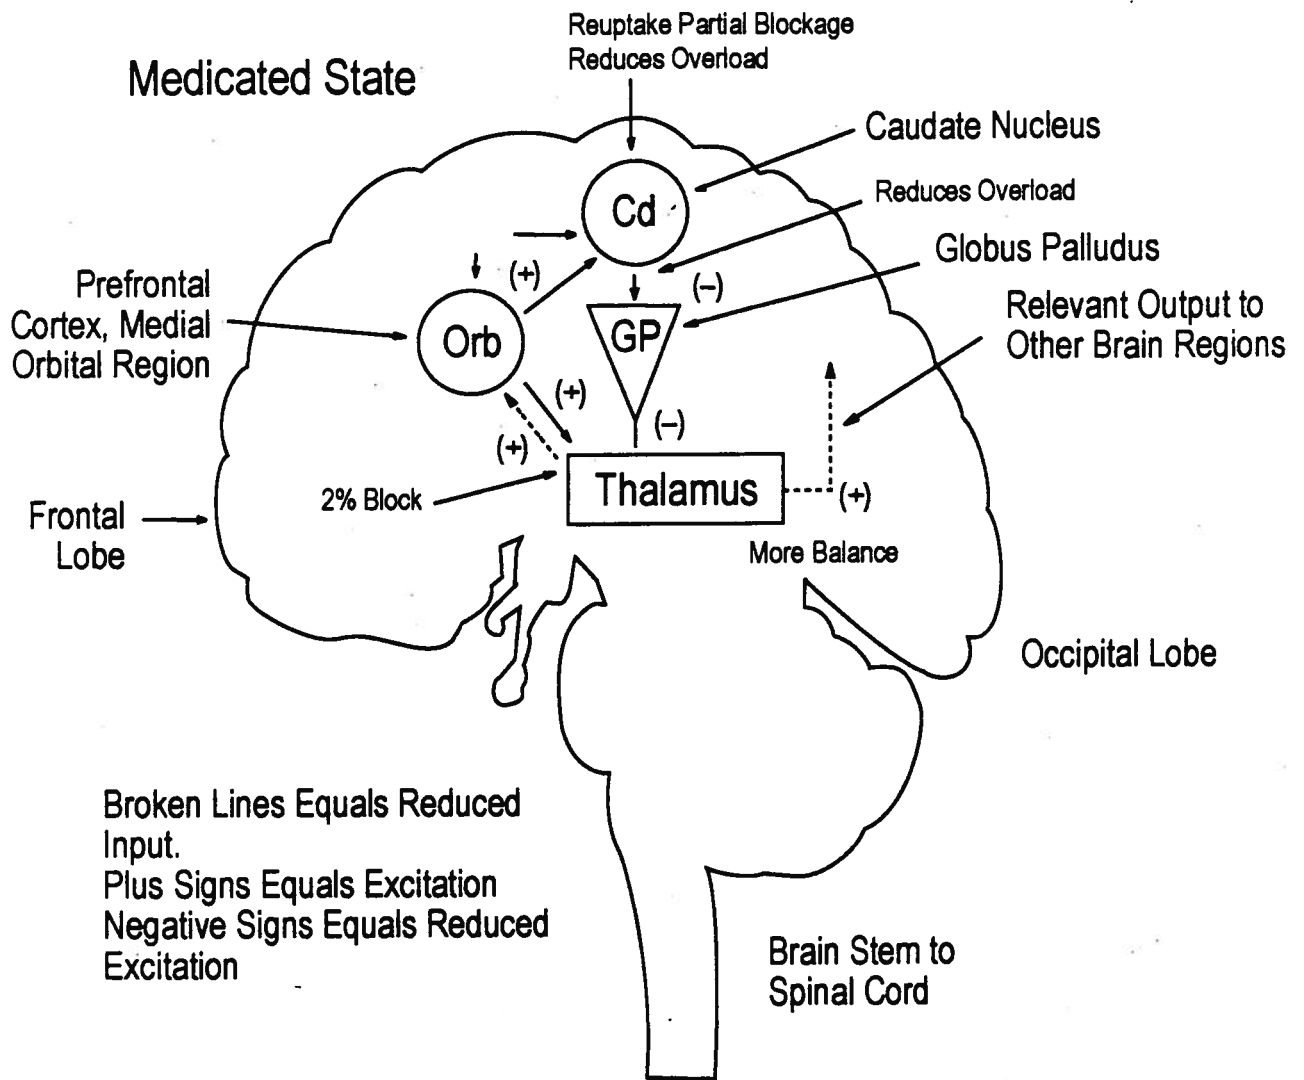 Reuptake Partial Blockage
Reduces Overload
Medicated State
Caudate Nucleus
Cd
Reduces Overload
Globus Palludus
(+)
(–)
Prefrontal
Cortex, Medial
Orbital Region
Orb
GP
Relevant Output to
Other Brain Regions
(+)
(–)
(+)
2% Block
Thalamus
(+)
Frontal
Lobe
More Balance
Occipital Lobe
Broken Lines Equals Reduced
Input.
Plus Signs Equals Excitation
Negative Signs Equals Reduced
Excitation
Brain Stem to
Spinal Cord